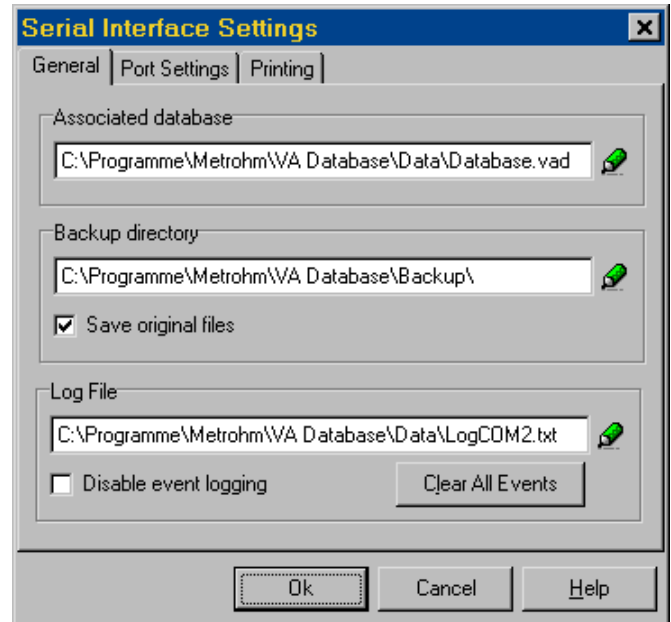 Serial Interface Settings
General Port Settings Printing
Associated database
C:\Programme\Metrohm\VA Database\Data\Database.vad
Backup directory
C:\Programme\Metrohm\VA Database\Backup\
Save original files
Log File
C:\Programme\Metrohm\VA Database\Data\LogCOM2.txt
Disable event logging Clear All Events
Ok Cancel Help